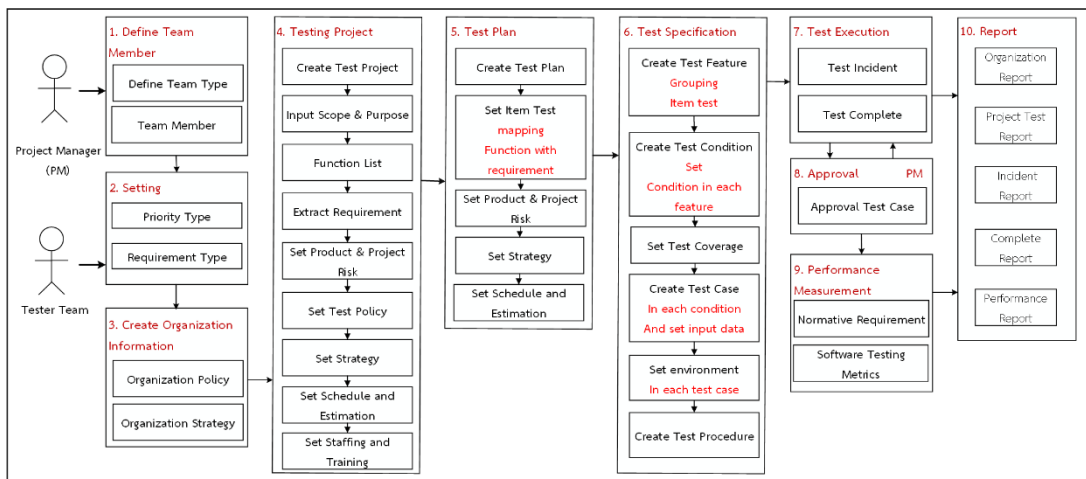 Project Manager (PM)
Tester Team
1. Define Team
Member
Define Team Type
Team Member
2. Setting
Priority Type
Requirement Type
3. Create Organization
Information
Organization Policy
Organization Strategy
4. Testing Project
Create Test Project
Input Scope & Purpose
Function List
Extract Requirement
Set Product & Project
Risk
Set Test Policy
Set Strategy
Set Schedule and
Estimation
Set Staffing and
Training
5. Test Plan
Create Test Plan
Set Item Test
mapping
Function with
requirement
Set Product & Project
Risk
Set Strategy
Set Schedule and
Estimation
6. Test Specification
Create Test Feature
Grouping
Item test
Create Test Condition
Set
Condition in each
feature
Set Test Coverage
Create Test Case
In each condition
And set input data
Set environment
In each test case
Create Test Procedure
7. Test Execution
Test Incident
Test Complete
8. Approval PM
Approval Test Case
9. Performance
Measurement
Normative Requirement
Software Testing
Metrics
10. Report
Organization
Report
Project Test
Report
Incident
Report
Complete
Report
Performance
Report